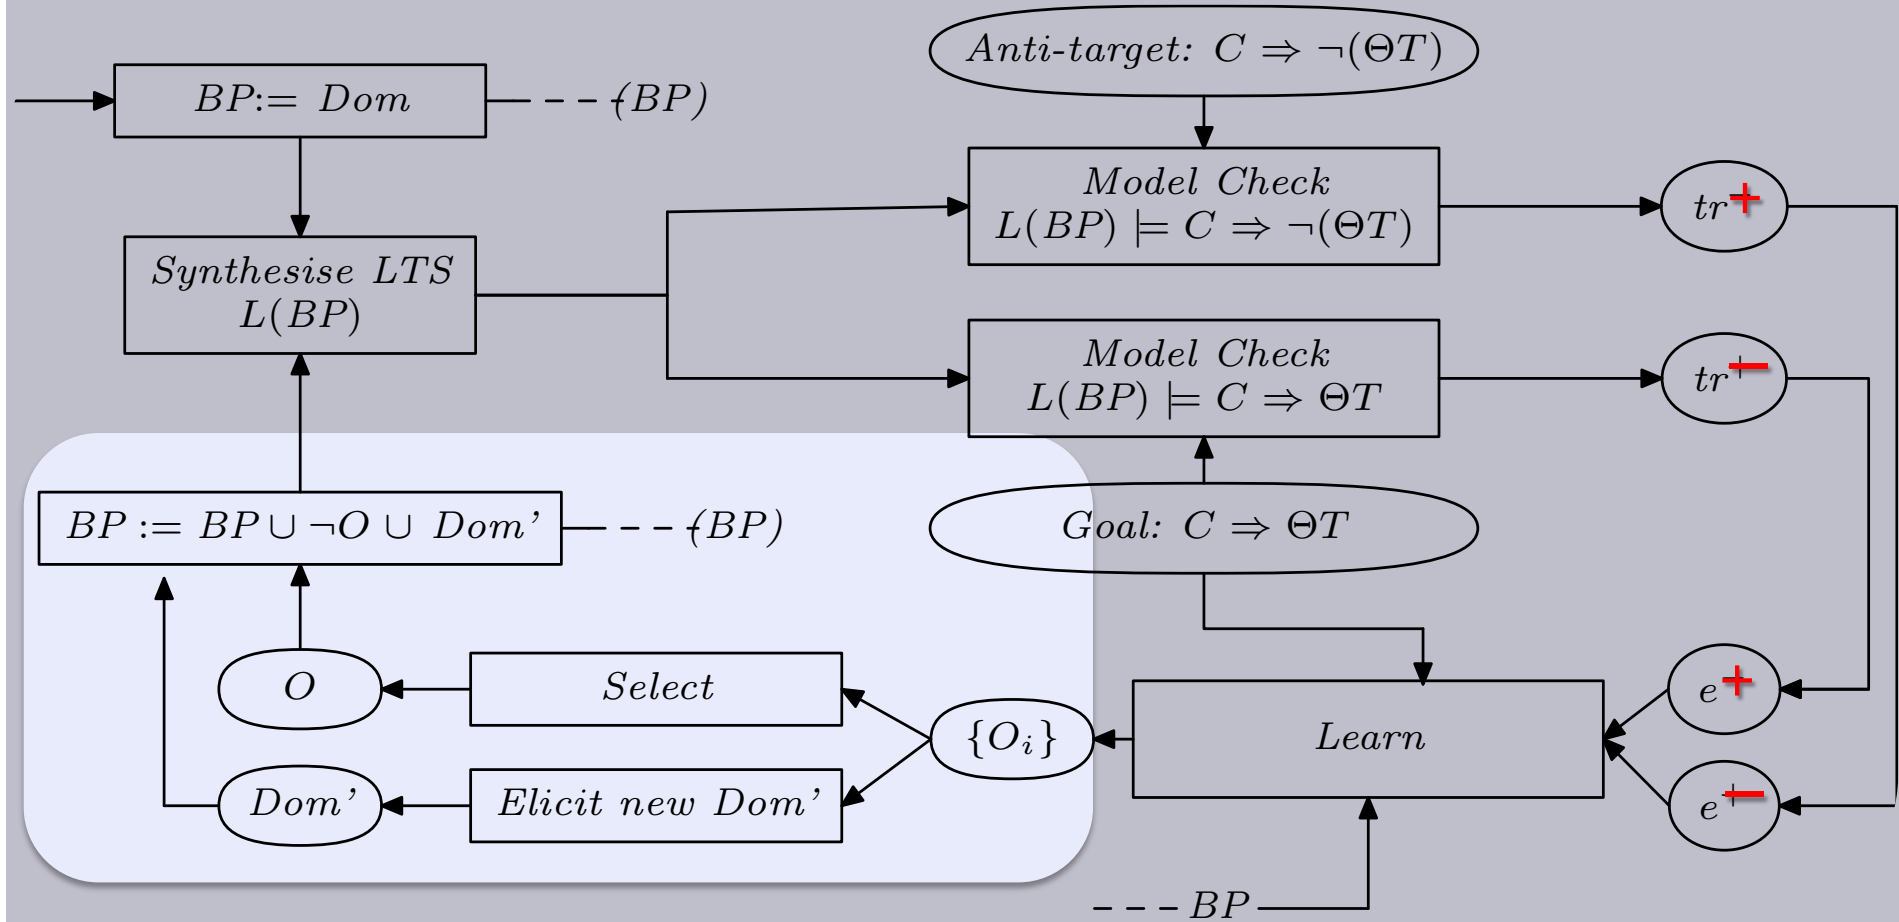 Anti-target: C ⇒ ¬(ΘT)
BP:= Dom
(BP)
Model Check
L(BP) |= C ⇒ ¬(ΘT)
tr+
Synthesise LTS
L(BP)
Model Check
L(BP) |= C ⇒ ΘT
tr−
BP := BP ∪ ¬O ∪ Dom'
(BP)
Goal: C ⇒ ΘT
O
Select
{Oᵢ}
Learn
e+
Dom'
Elicit new Dom'
e−
BP